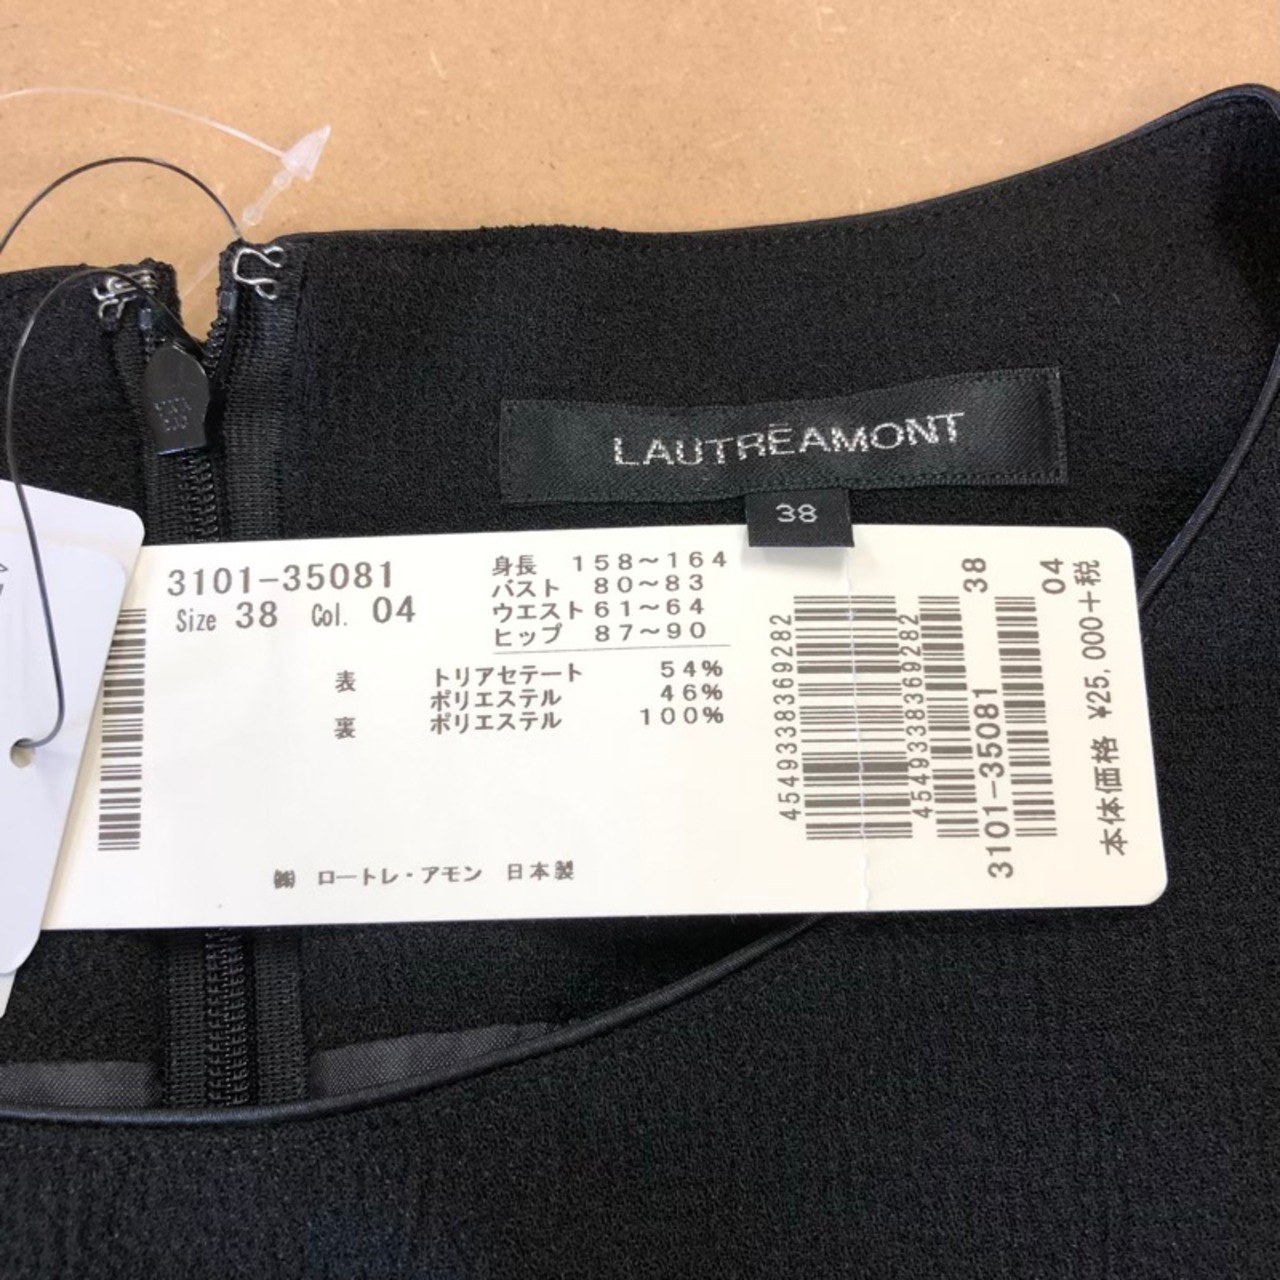 LAUTRÉAMONT
38
3101-35081
Size 38 Col. 04
身長 158～164
バスト 80～83
ウエスト 61～64
ヒップ 87～90
表 トリアセテート 54%
ポリエステル 46%
裏 ポリエステル 100%
㈱ ロートレ・アモン 日本製
4549338369282
4549338369282
38
3101-35081
04
本体価格 ¥25,000+税